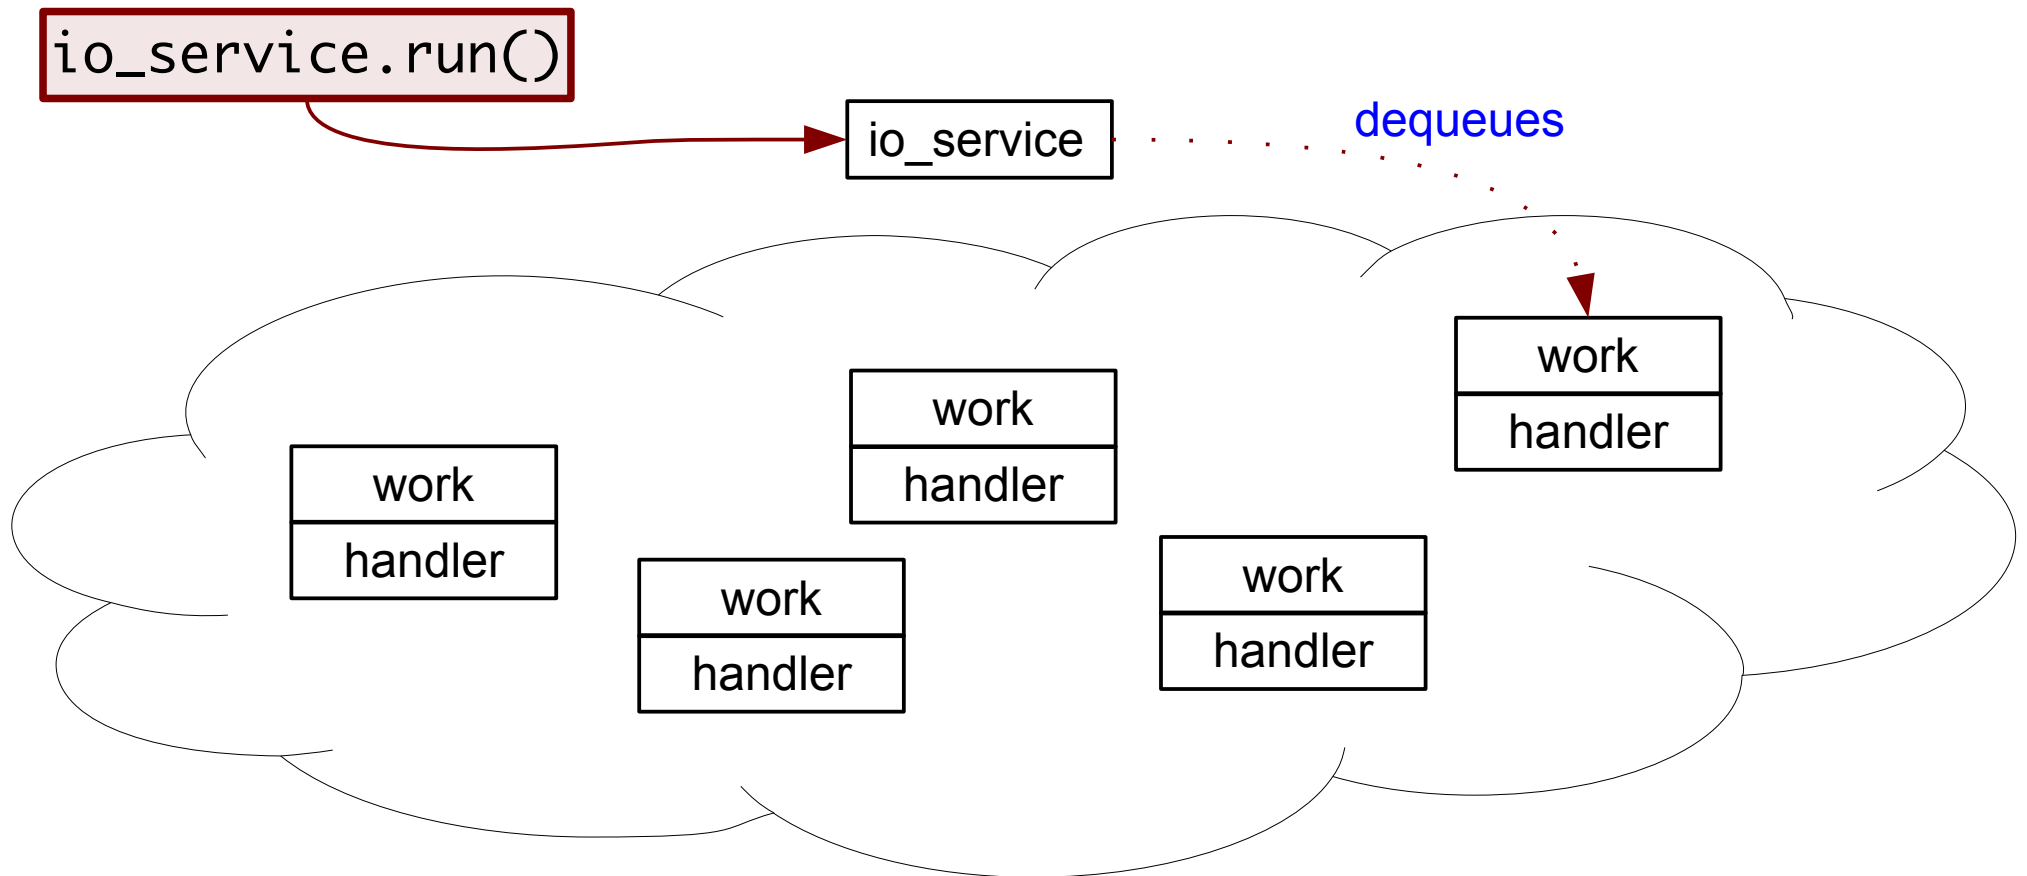 io_service.run()
io_service
dequeues
work
handler
work
handler
work
handler
work
handler
work
handler